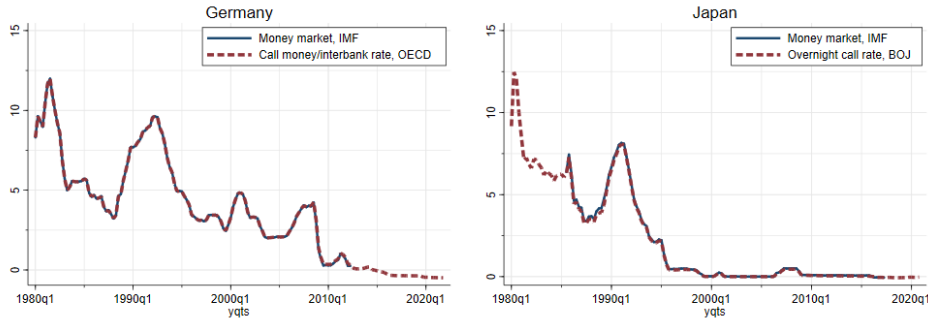 Germany
15
10
5
0
Money market, IMF
Call money/interbank rate, OECD
1980q1 1990q1 2000q1 2010q1 2020q1
yqts
Japan
15
10
5
0
Money market, IMF
Overnight call rate, BOJ
1980q1 1990q1 2000q1 2010q1 2020q1
yqts